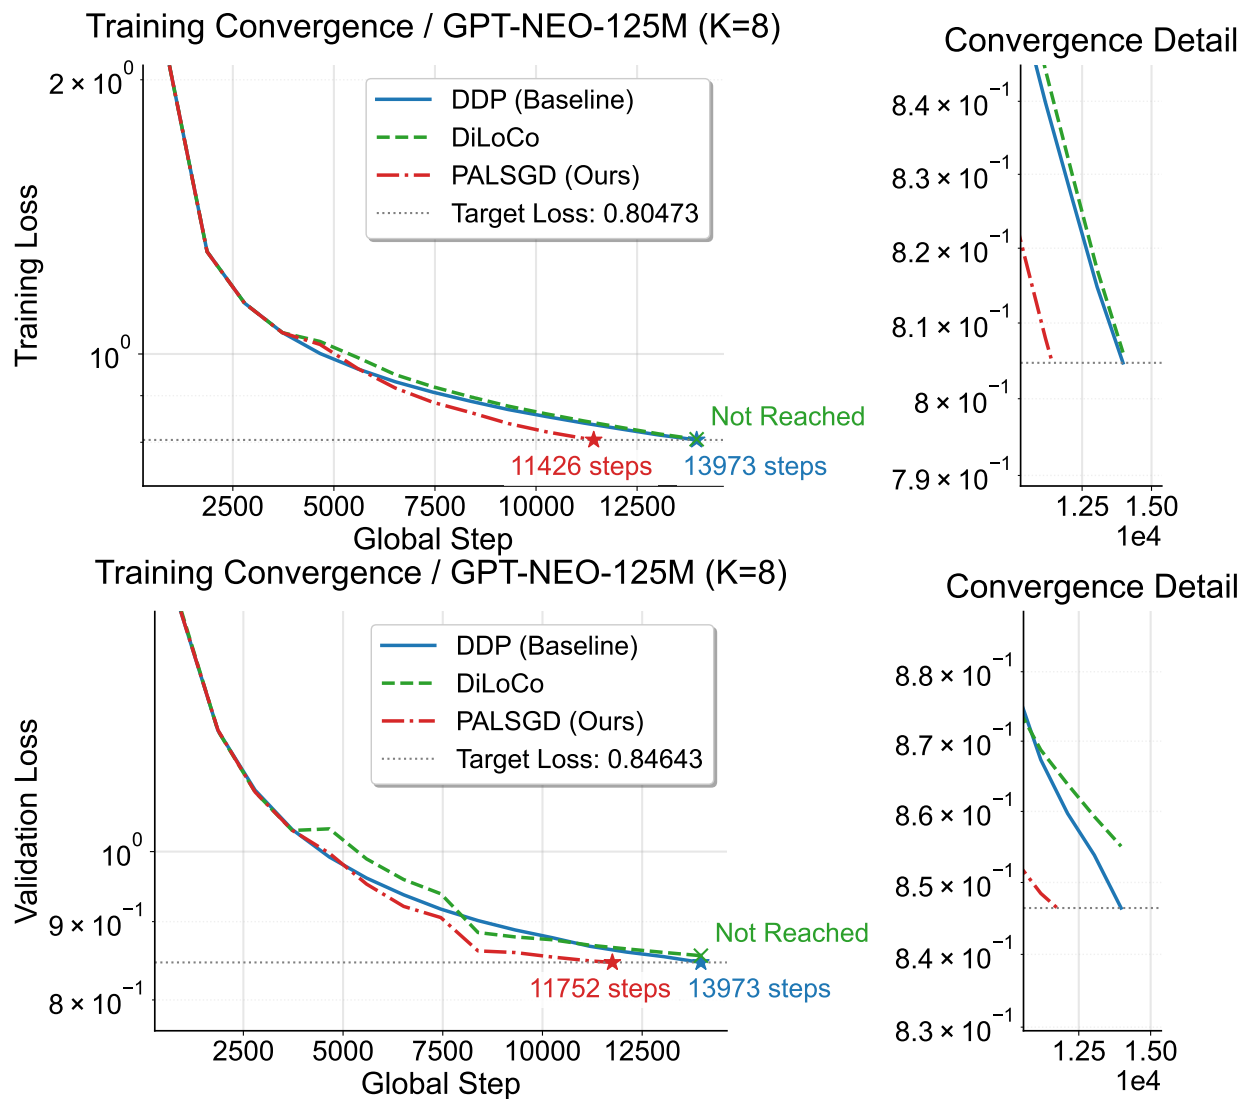 Training Convergence / GPT-NEO-125M (K=8)
Convergence Detail
Training Loss
2 × 10⁰
10⁰
DDP (Baseline)
DiLoCo
PALSGD (Ours)
Target Loss: 0.80473
Not Reached
11426 steps
13973 steps
2500 5000 7500 10000 12500
Global Step
8.4 × 10⁻¹
8.3 × 10⁻¹
8.2 × 10⁻¹
8.1 × 10⁻¹
8 × 10⁻¹
7.9 × 10⁻¹
1.25 1.50
1e4
Training Convergence / GPT-NEO-125M (K=8)
Convergence Detail
Validation Loss
10⁰
9 × 10⁻¹
8 × 10⁻¹
DDP (Baseline)
DiLoCo
PALSGD (Ours)
Target Loss: 0.84643
Not Reached
11752 steps
13973 steps
2500 5000 7500 10000 12500
Global Step
8.8 × 10⁻¹
8.7 × 10⁻¹
8.6 × 10⁻¹
8.5 × 10⁻¹
8.4 × 10⁻¹
8.3 × 10⁻¹
1.25 1.50
1e4